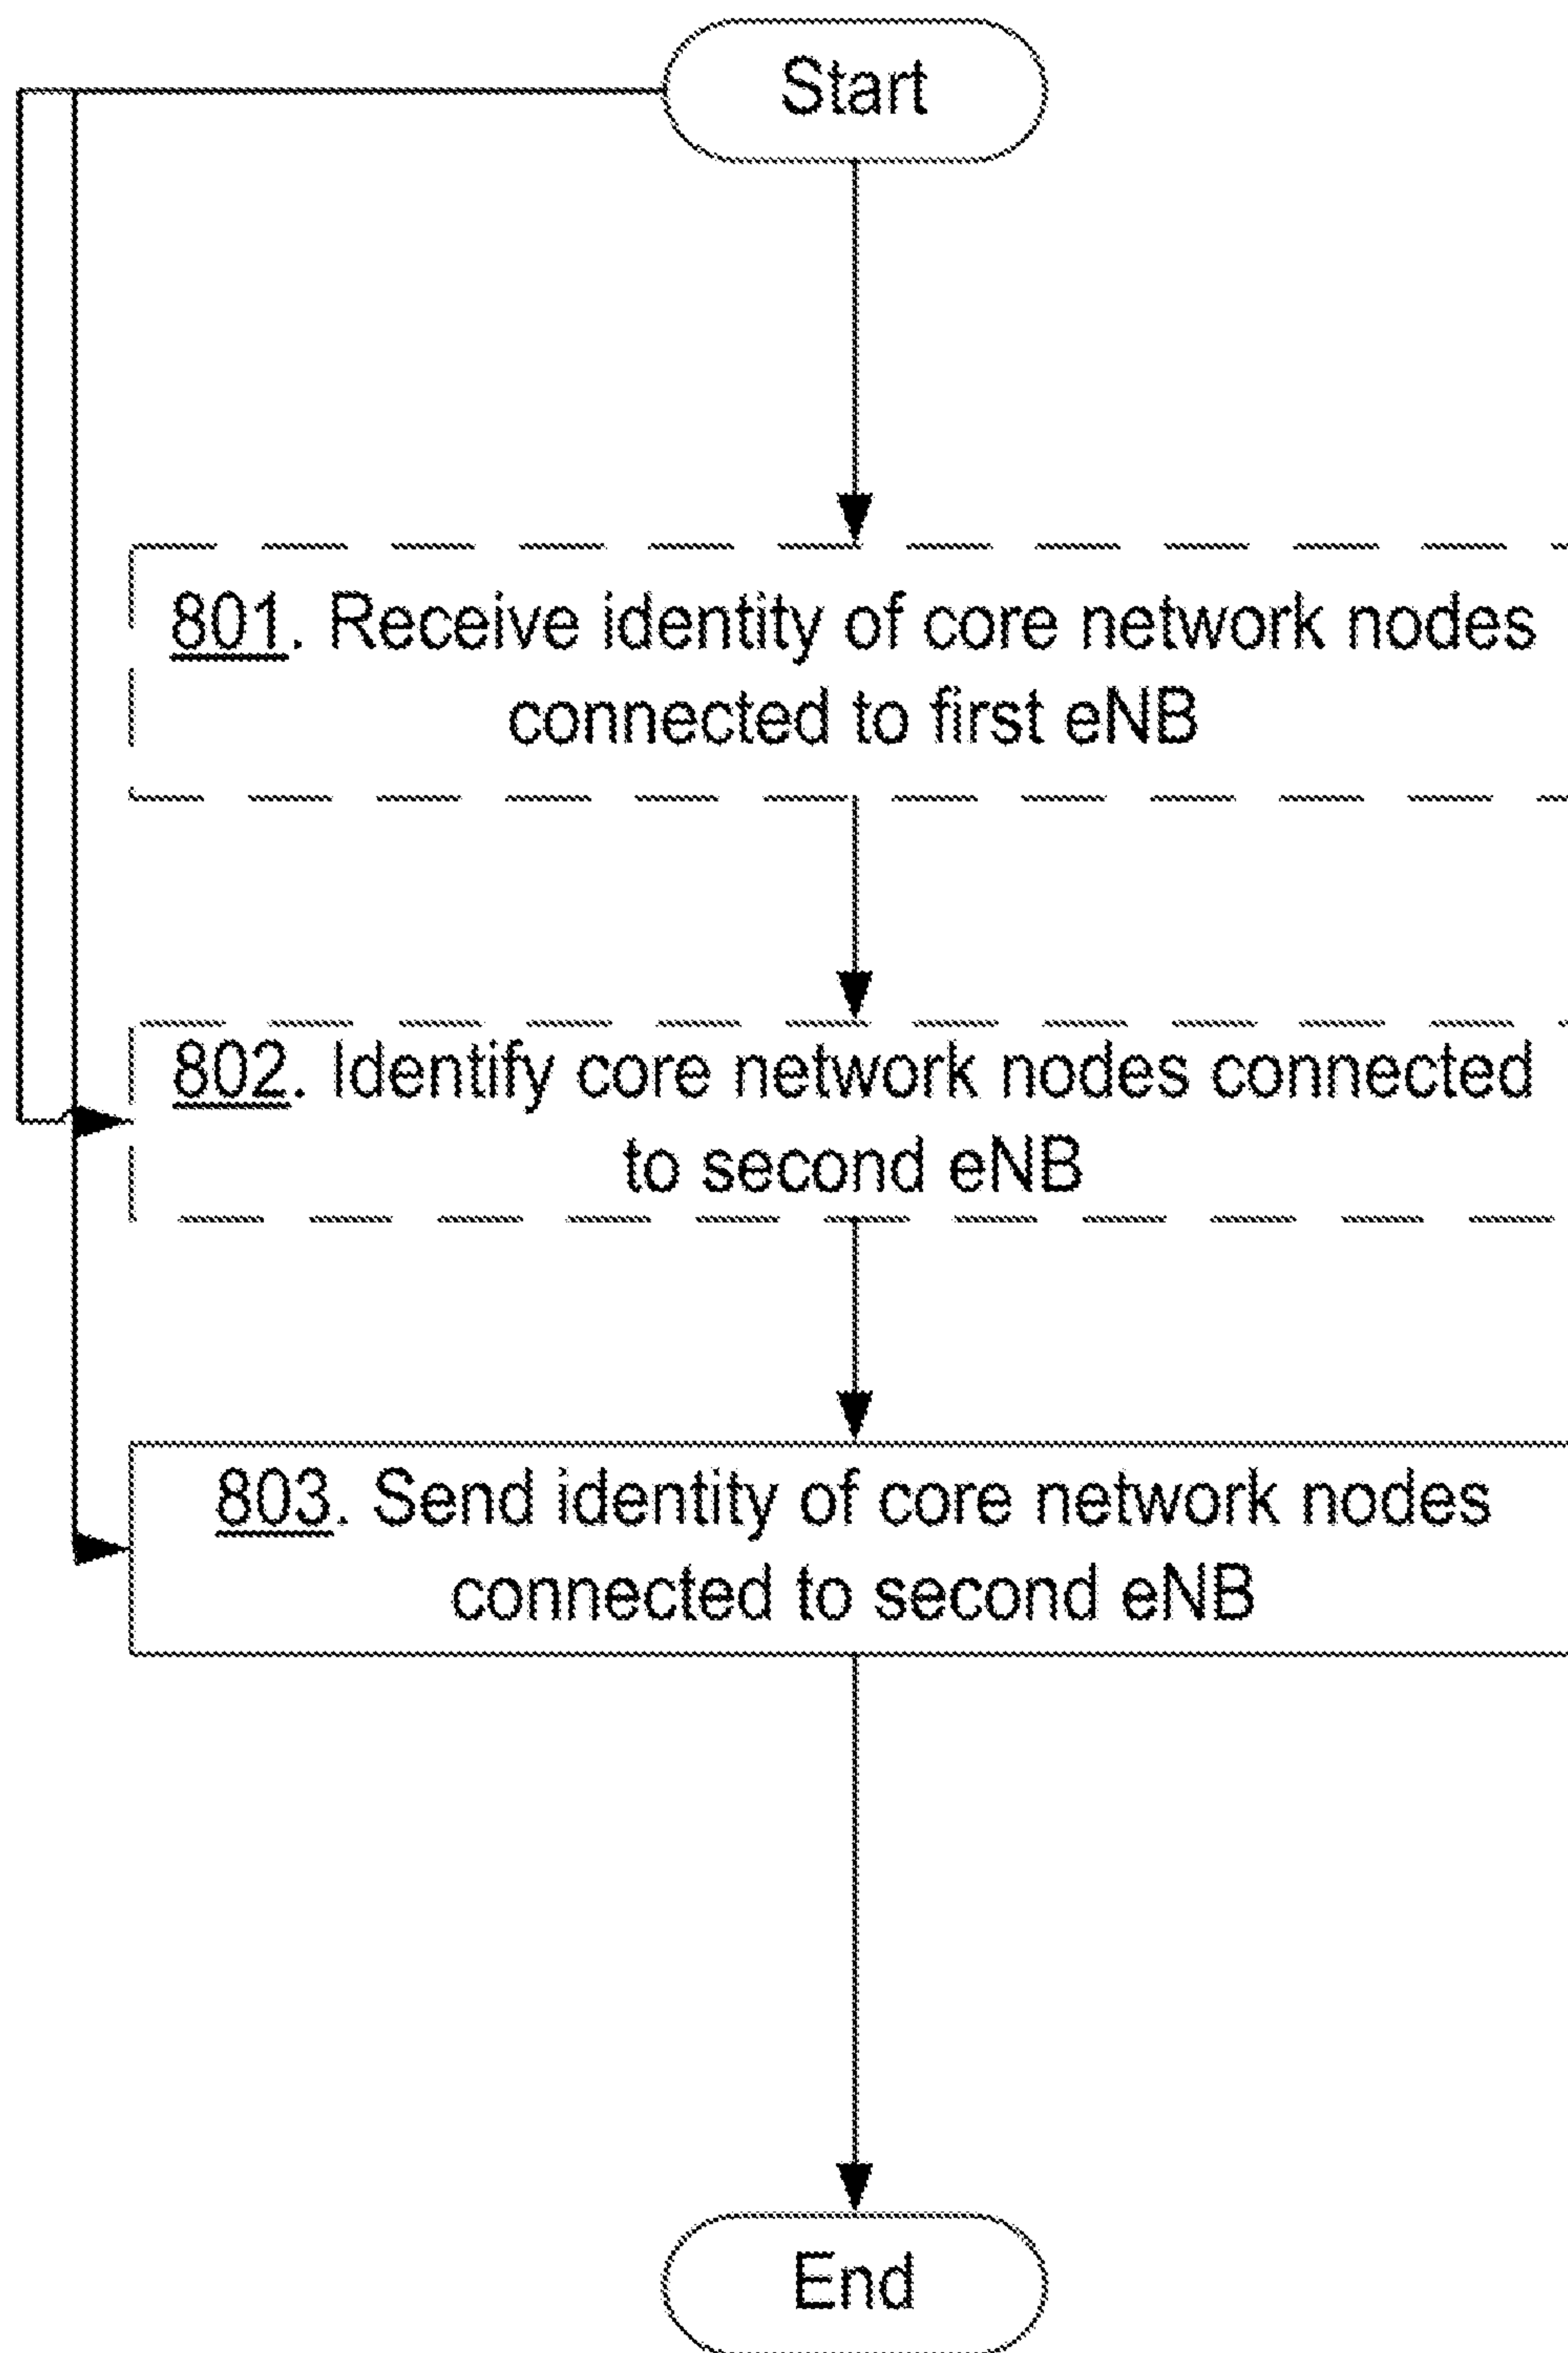 Start
801. Receive identity of core network nodes
connected to first eNB
802. Identify core network nodes connected
to second eNB
803. Send identity of core network nodes
connected to second eNB
End